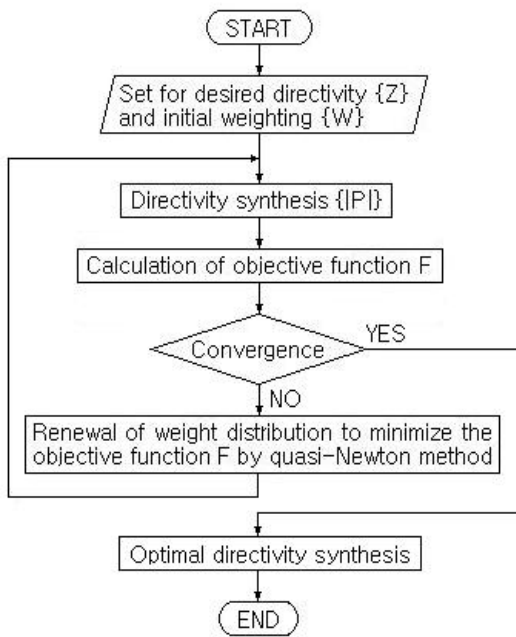 START
Set for desired directivity {Z}
and initial weighting {W}
Directivity synthesis {|P|}
Calculation of objective function F
Convergence
YES
NO
Renewal of weight distribution to minimize the
objective function F by quasi-Newton method
Optimal directivity synthesis
END